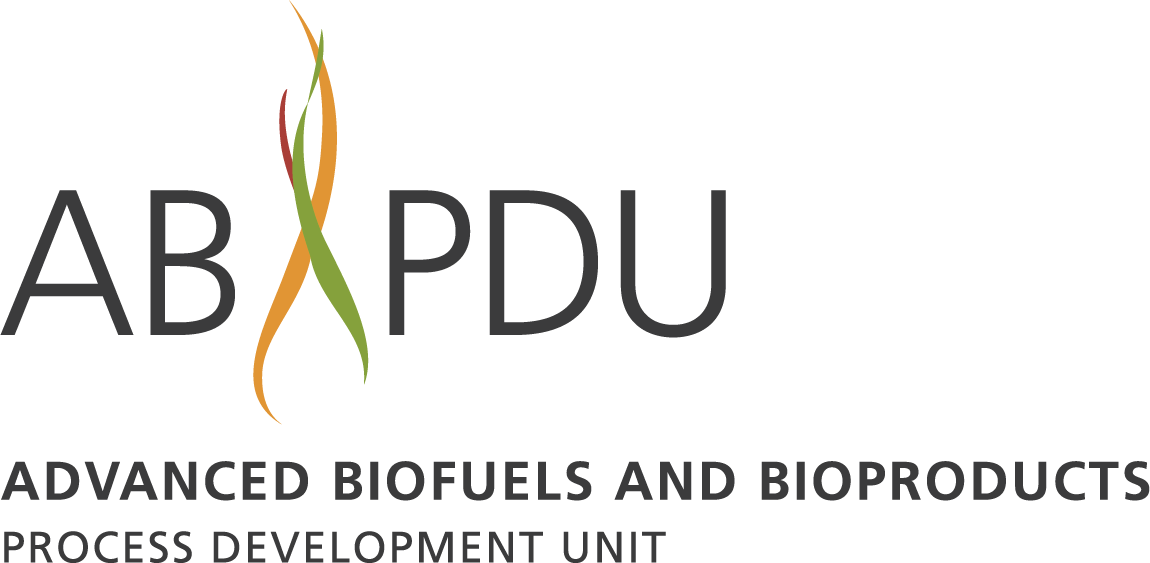 ABPDU
ADVANCED BIOFUELS AND BIOPRODUCTS
PROCESS DEVELOPMENT UNIT